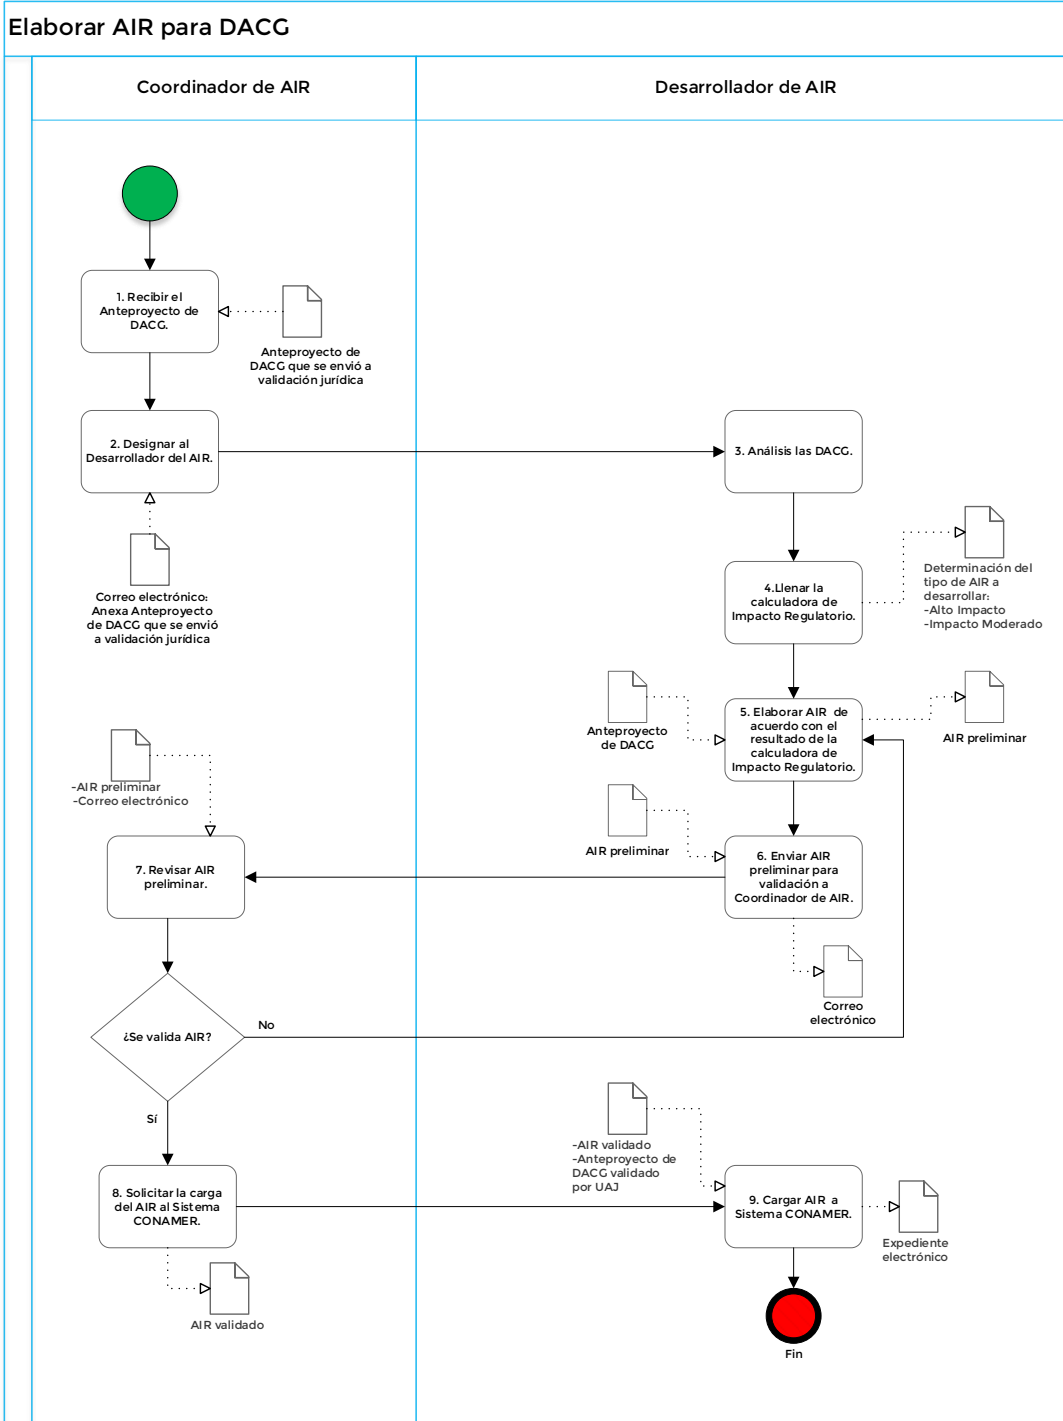 Elaborar AIR para DACG
Coordinador de AIR
Desarrollador de AIR
1. Recibir el
Anteproyecto de
DACG.
Anteproyecto de
DACG que se envió a
validación jurídica
2. Designar al
Desarrollador del AIR.
3. Análisis las DACG.
Correo electrónico:
Anexa Anteproyecto
de DACG que se envió
a validación jurídica
4.Llenar la
calculadora de
Impacto Regulatorio.
Determinación del
tipo de AIR a
desarrollar:
-Alto Impacto
-Impacto Moderado
Anteproyecto
de DACG
5. Elaborar AIR de
acuerdo con el
resultado de la
calculadora de
Impacto Regulatorio.
AIR preliminar
-AIR preliminar
-Correo electrónico
AIR preliminar
6. Enviar AIR
preliminar para
validación a
Coordinador de AIR.
7. Revisar AIR
preliminar.
Correo
electrónico
¿Se valida AIR?
No
Sí
-AIR validado
-Anteproyecto de
DACG validado
por UAJ
8. Solicitar la carga
del AIR al Sistema
CONAMER.
9. Cargar AIR a
Sistema CONAMER.
Expediente
electrónico
AIR validado
Fin